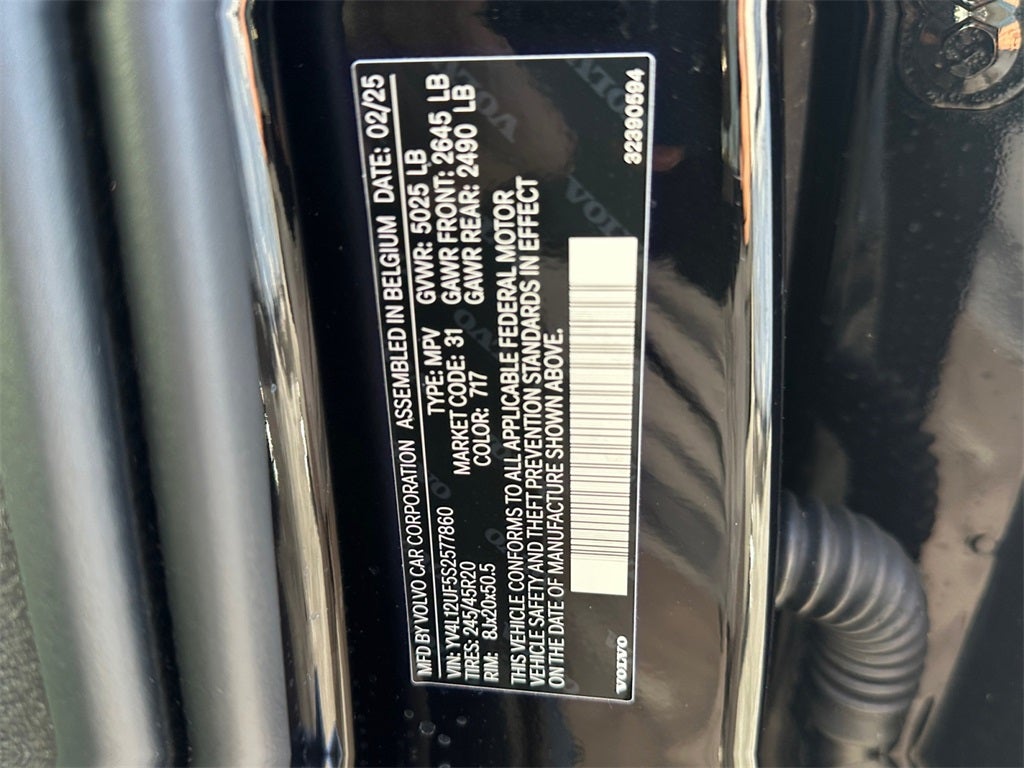 MFD BY VOLVO CAR CORPORATION ASSEMBLED IN BELGIUM DATE: 02/25
VIN: YV4L12UF5S2577860 TYPE: MPV GVWR: 5025 LB
TIRES: 245/45R20 MARKET CODE: 31 GAWR FRONT: 2645 LB
RIM: 8Jx20x50.5 COLOR: 717 GAWR REAR: 2490 LB
THIS VEHICLE CONFORMS TO ALL APPLICABLE FEDERAL MOTOR
VEHICLE SAFETY AND THEFT PREVENTION STANDARDS IN EFFECT
ON THE DATE OF MANUFACTURE SHOWN ABOVE.
VOLVO 32390594